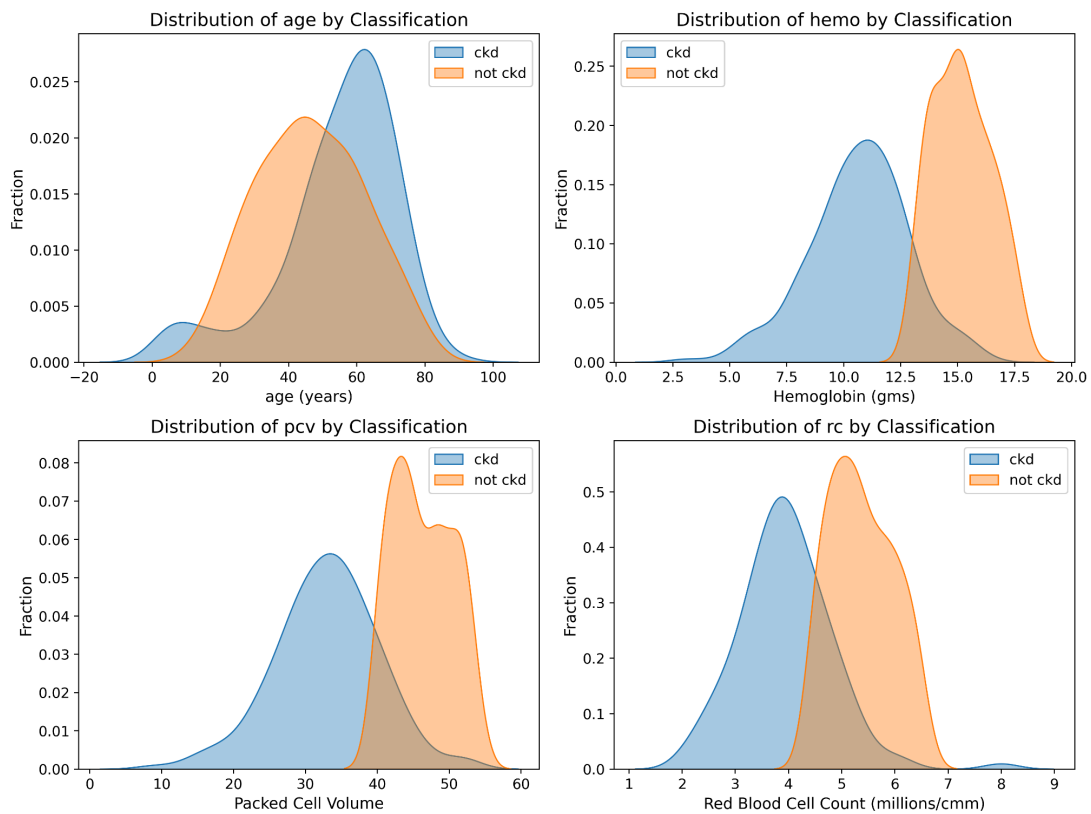 Distribution of age by Classification
Fraction
0.025
0.020
0.015
0.010
0.005
0.000
ckd
not ckd
−20 0 20 40 60 80 100
age (years)
Distribution of hemo by Classification
Fraction
0.25
0.20
0.15
0.10
0.05
0.00
ckd
not ckd
0.0 2.5 5.0 7.5 10.0 12.5 15.0 17.5 20.0
Hemoglobin (gms)
Distribution of pcv by Classification
Fraction
0.08
0.07
0.06
0.05
0.04
0.03
0.02
0.01
0.00
ckd
not ckd
0 10 20 30 40 50 60
Packed Cell Volume
Distribution of rc by Classification
Fraction
0.5
0.4
0.3
0.2
0.1
0.0
ckd
not ckd
1 2 3 4 5 6 7 8 9
Red Blood Cell Count (millions/cmm)